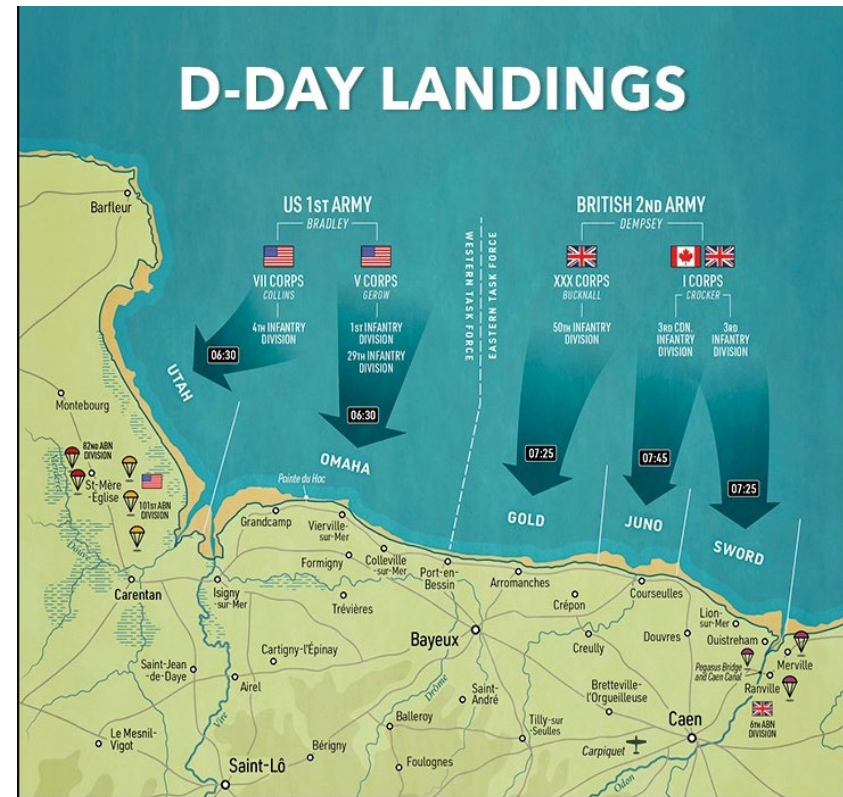 D-DAY LANDINGS
Barfleur
US 1ST ARMY
BRADLEY
BRITISH 2ND ARMY
DEMPSEY
WESTERN TASK FORCE
EASTERN TASK FORCE
VII CORPS
COLLINS
V CORPS
GEROW
XXX CORPS
BUCKNALL
I CORPS
CROCKER
4TH INFANTRY
DIVISION
1ST INFANTRY
DIVISION
29TH INFANTRY
DIVISION
50TH INFANTRY
DIVISION
3RD CDN.
INFANTRY
DIVISION
3RD
INFANTRY
DIVISION
06:30
UTAH
06:30
OMAHA
07:25
GOLD
07:45
JUNO
07:25
SWORD
Montebourg
82ND ABN
DIVISION
St-Mère
-Église
101ST ABN
DIVISION
Pointe du Hoc
Grandcamp
Vierville-
sur-Mer
Formigny
Colleville
-sur-Mer
Port-en-
Bessin
Arromanches
Courseulles
Douve
Carentan
Isigny
-sur-Mer
Trévières
Crépon
Lion-
sur-Mer
Bayeux
Creully
Douvres
Ouistreham
Merville
Pegasus Bridge
and Caen Canal
Ranville
Saint-Jean
-de-Daye
Cartigny-l'Épinay
Airel
Drôme
Saint-
André
Bretteville-
l'Orgueilleuse
6TH ABN
DIVISION
Vire
Balleroy
Tilly-sur
-Seulles
Caen
Le Mesnil-
Vigot
Bérigny
Carpiquet
Saint-Lô
Foulognes
Odon